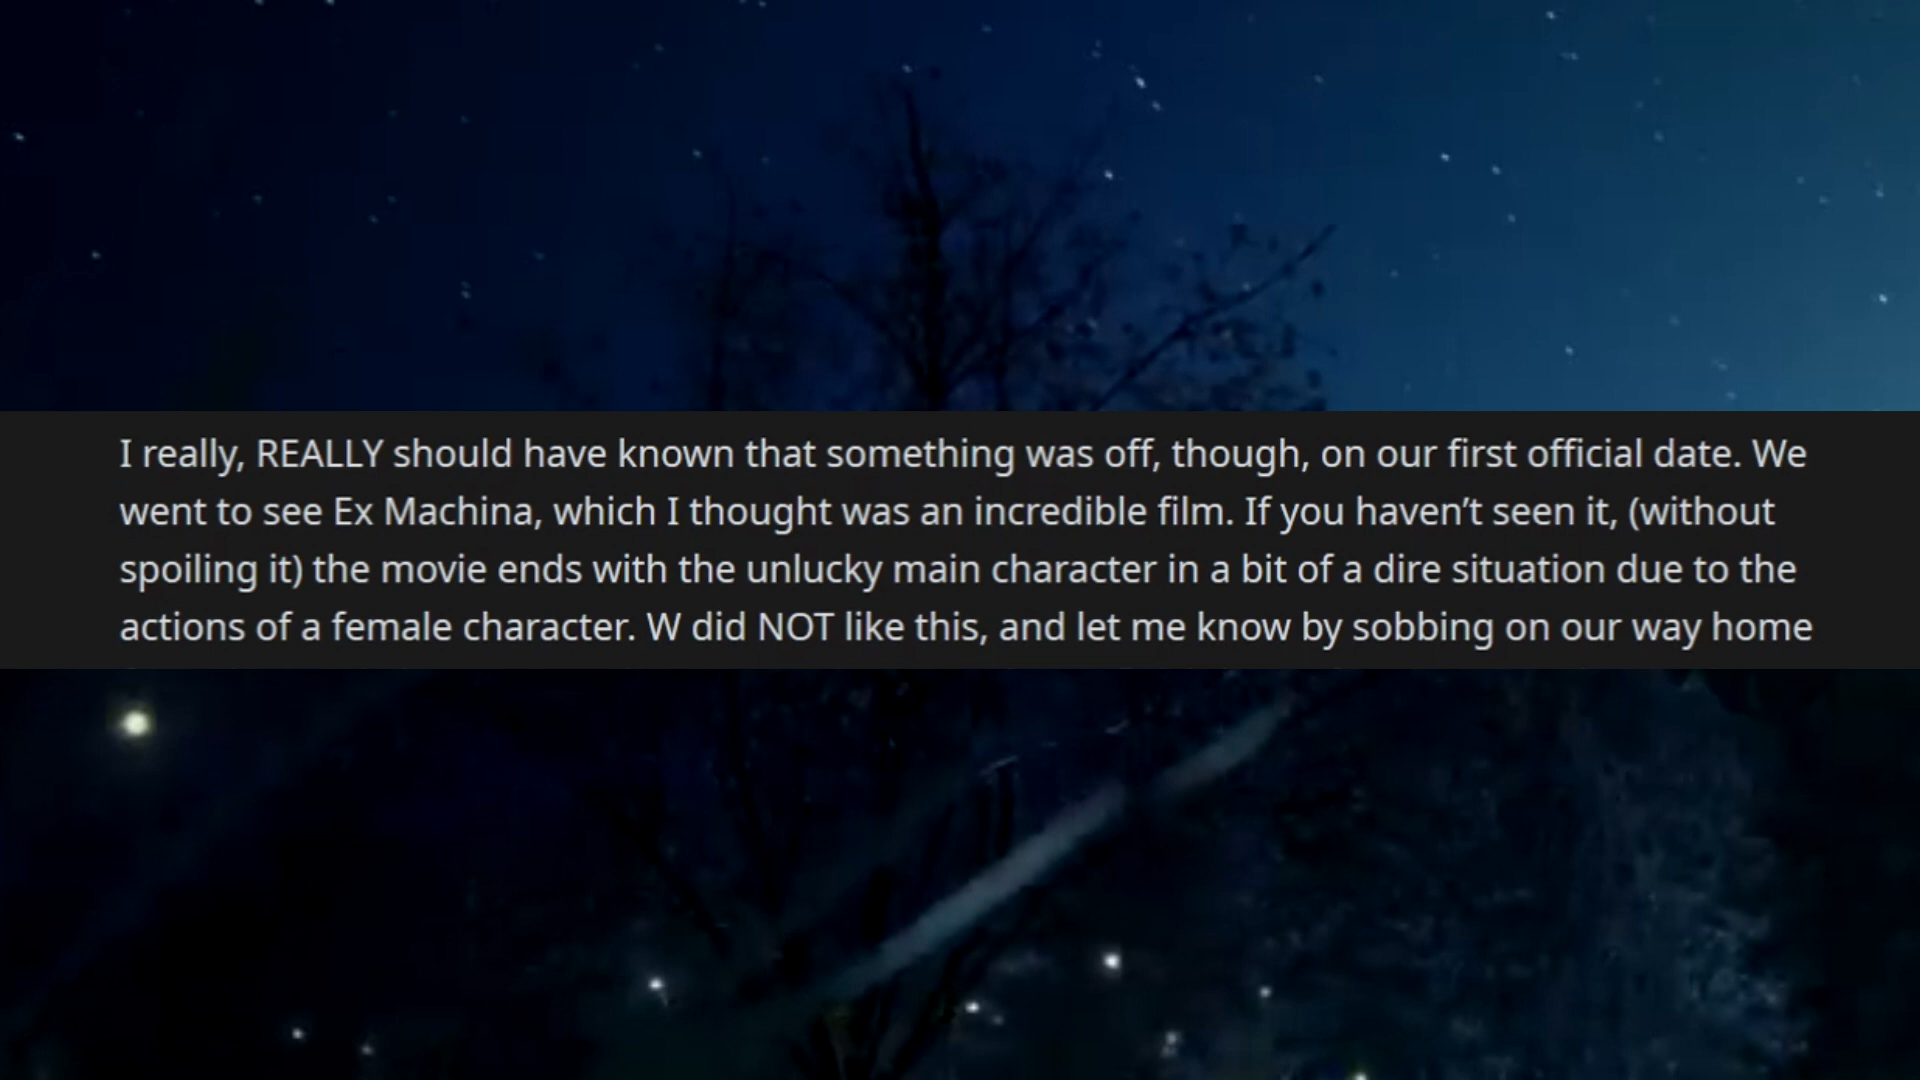 I really, REALLY should have known that something was off, though, on our first official date. We
went to see Ex Machina, which I thought was an incredible film. If you haven’t seen it, (without
spoiling it) the movie ends with the unlucky main character in a bit of a dire situation due to the
actions of a female character. W did NOT like this, and let me know by sobbing on our way home